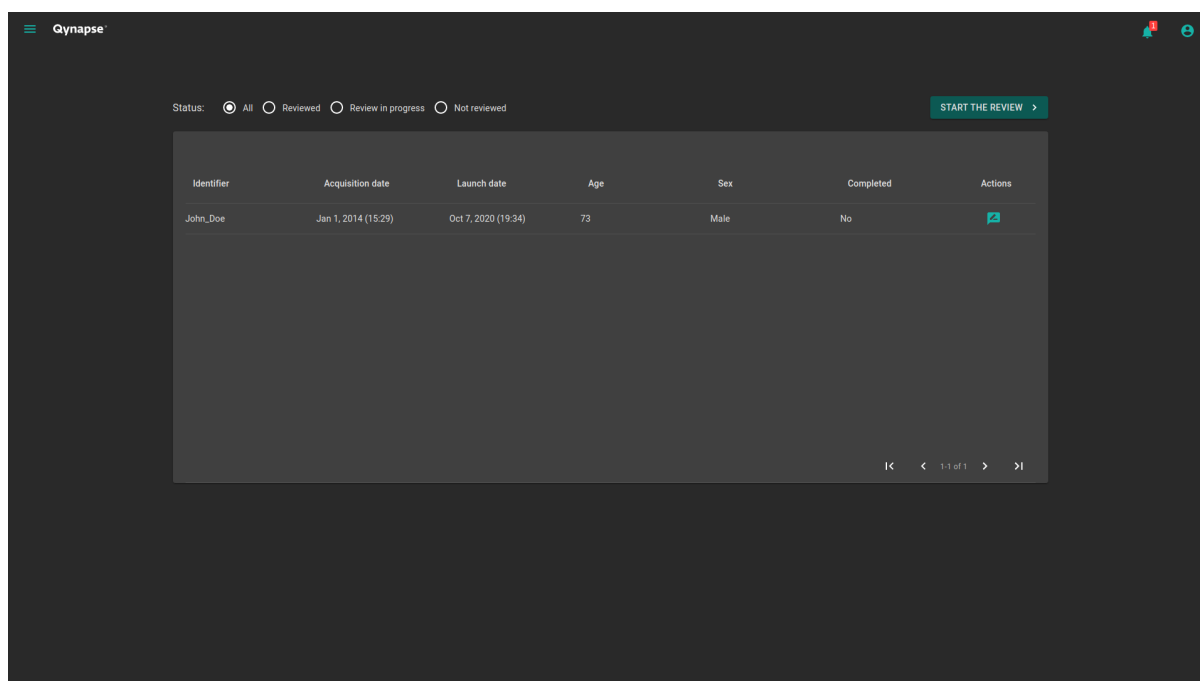 Qynapse
1
Status: All Reviewed Review in progress Not reviewed START THE REVIEW
Identifier Acquisition date Launch date Age Sex Completed Actions
John_Doe Jan 1, 2014 (15:29) Oct 7, 2020 (19:34) 73 Male No
1-1 of 1